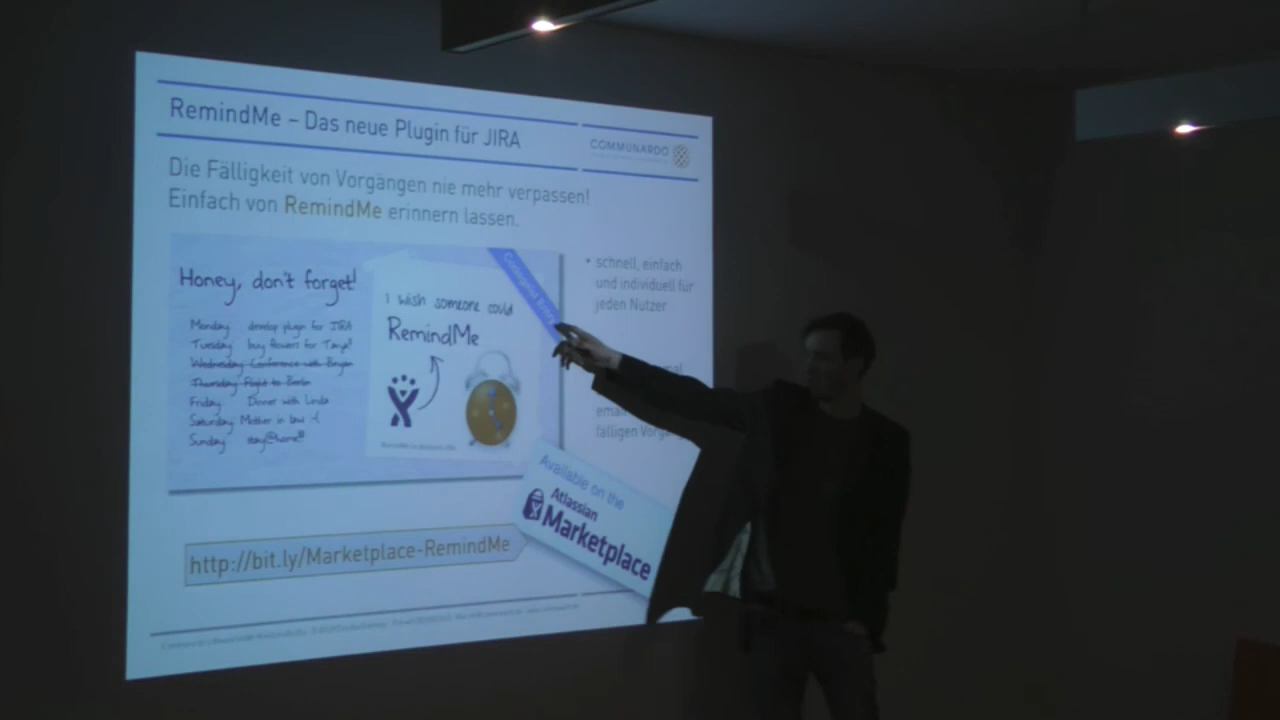 RemindMe – Das neue Plugin für JIRA
COMMUNARDO
Die Fälligkeit von Vorgängen nie mehr verpassen!
Einfach von RemindMe erinnern lassen.
Honey, don't forget!
Monday develop plugin for JIRA
Tuesday buy flowers for Tanja!
Wednesday Conference with Bryan
Thursday Flight to Berlin
Friday Dinner with Linda
Saturday Mother in law :-(
Sunday stay@home
I wish someone could
RemindMe
• schnell, einfach
und individuell für
jeden Nutzer
email
fälligen
Available on the
Atlassian
Marketplace
http://bit.ly/Marketplace-RemindMe